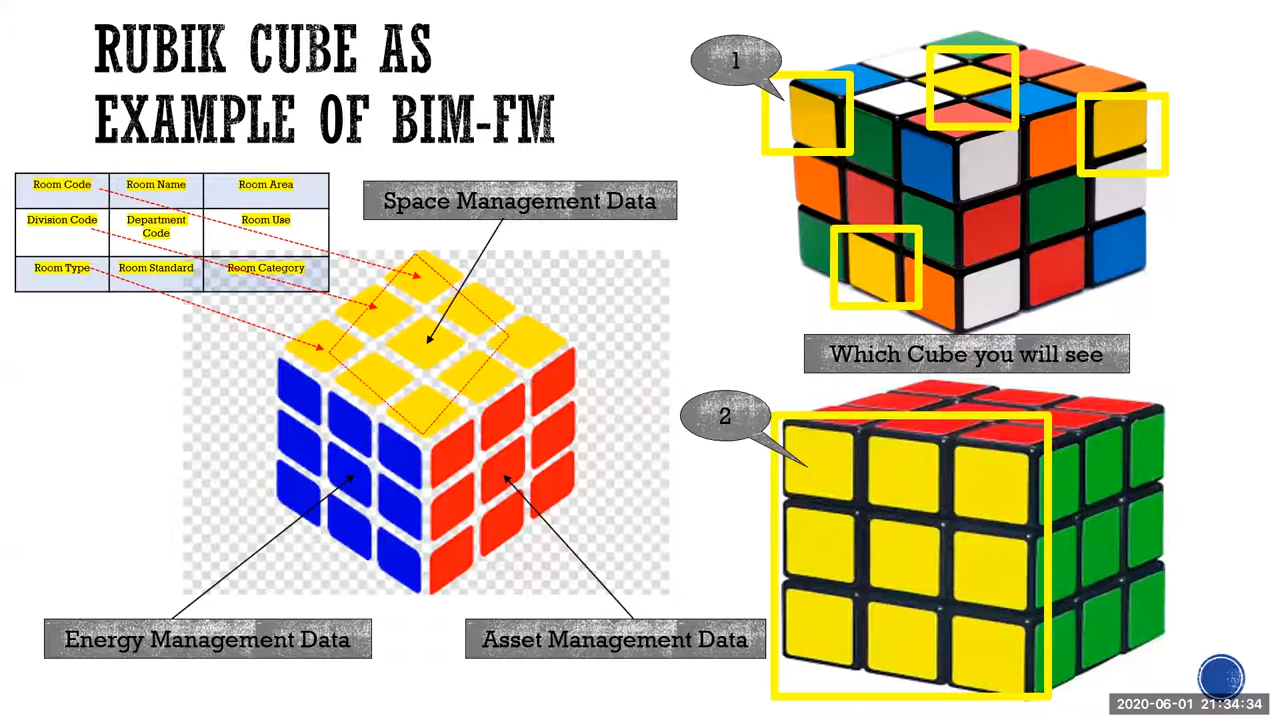 RUBIK CUBE AS
EXAMPLE OF BIM-FM
Room Code Room Name Room Area
Division Code Department Code Room Use
Room Type Room Standard Room Category
Space Management Data
Energy Management Data
Asset Management Data
1
Which Cube you will see
2
2020-06-01 21:34:34